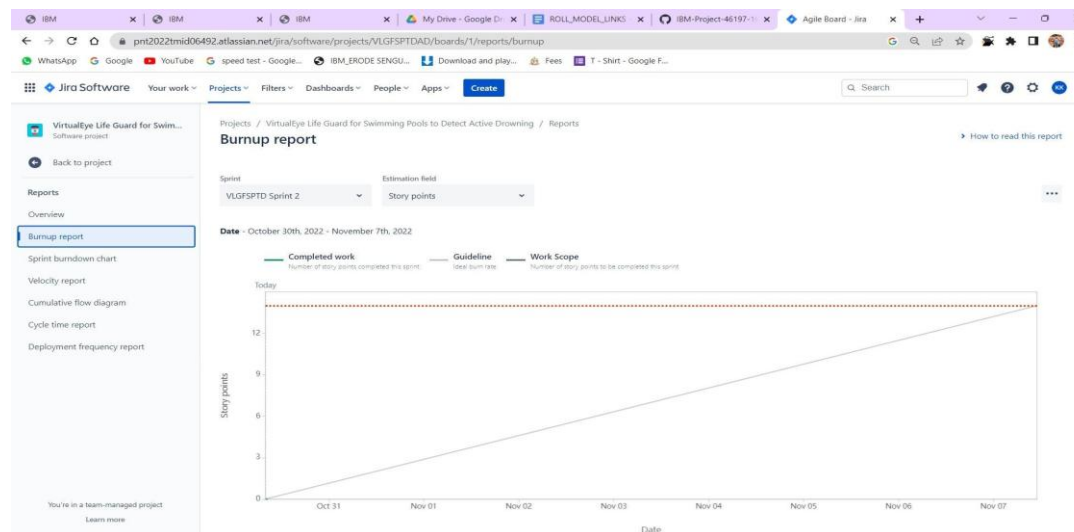 IBM IBM IBM My Drive - Google Dr ROLL_MODEL_LINKS IBM-Project-46197-1 Agile Board - Jira
pnt2022tmid06492.atlassian.net/jira/software/projects/VLGFSPTDAD/boards/1/reports/burnup
WhatsApp Google YouTube speed test - Google... IBM_ERODE SENGU... Download and play... Fees T - Shirt - Google F...
Jira Software Your work Projects Filters Dashboards People Apps Create Search KK
VirtualEye Life Guard for Swim...
Software project
Back to project
Reports
Overview
Burnup report
Sprint burndown chart
Velocity report
Cumulative flow diagram
Cycle time report
Deployment frequency report
You're in a team-managed project
Learn more
Projects / VirtualEye Life Guard for Swimming Pools to Detect Active Drowning / Reports
Burnup report
How to read this report
Sprint Estimation field
VLGFSPTD Sprint 2 Story points
Date - October 30th, 2022 - November 7th, 2022
Completed work Guideline Work Scope
Number of story points completed this sprint Ideal burn rate Number of story points to be completed this sprint
Today
12
9
6
3
0
Story points
Oct 31 Nov 01 Nov 02 Nov 03 Nov 04 Nov 05 Nov 06 Nov 07
Date